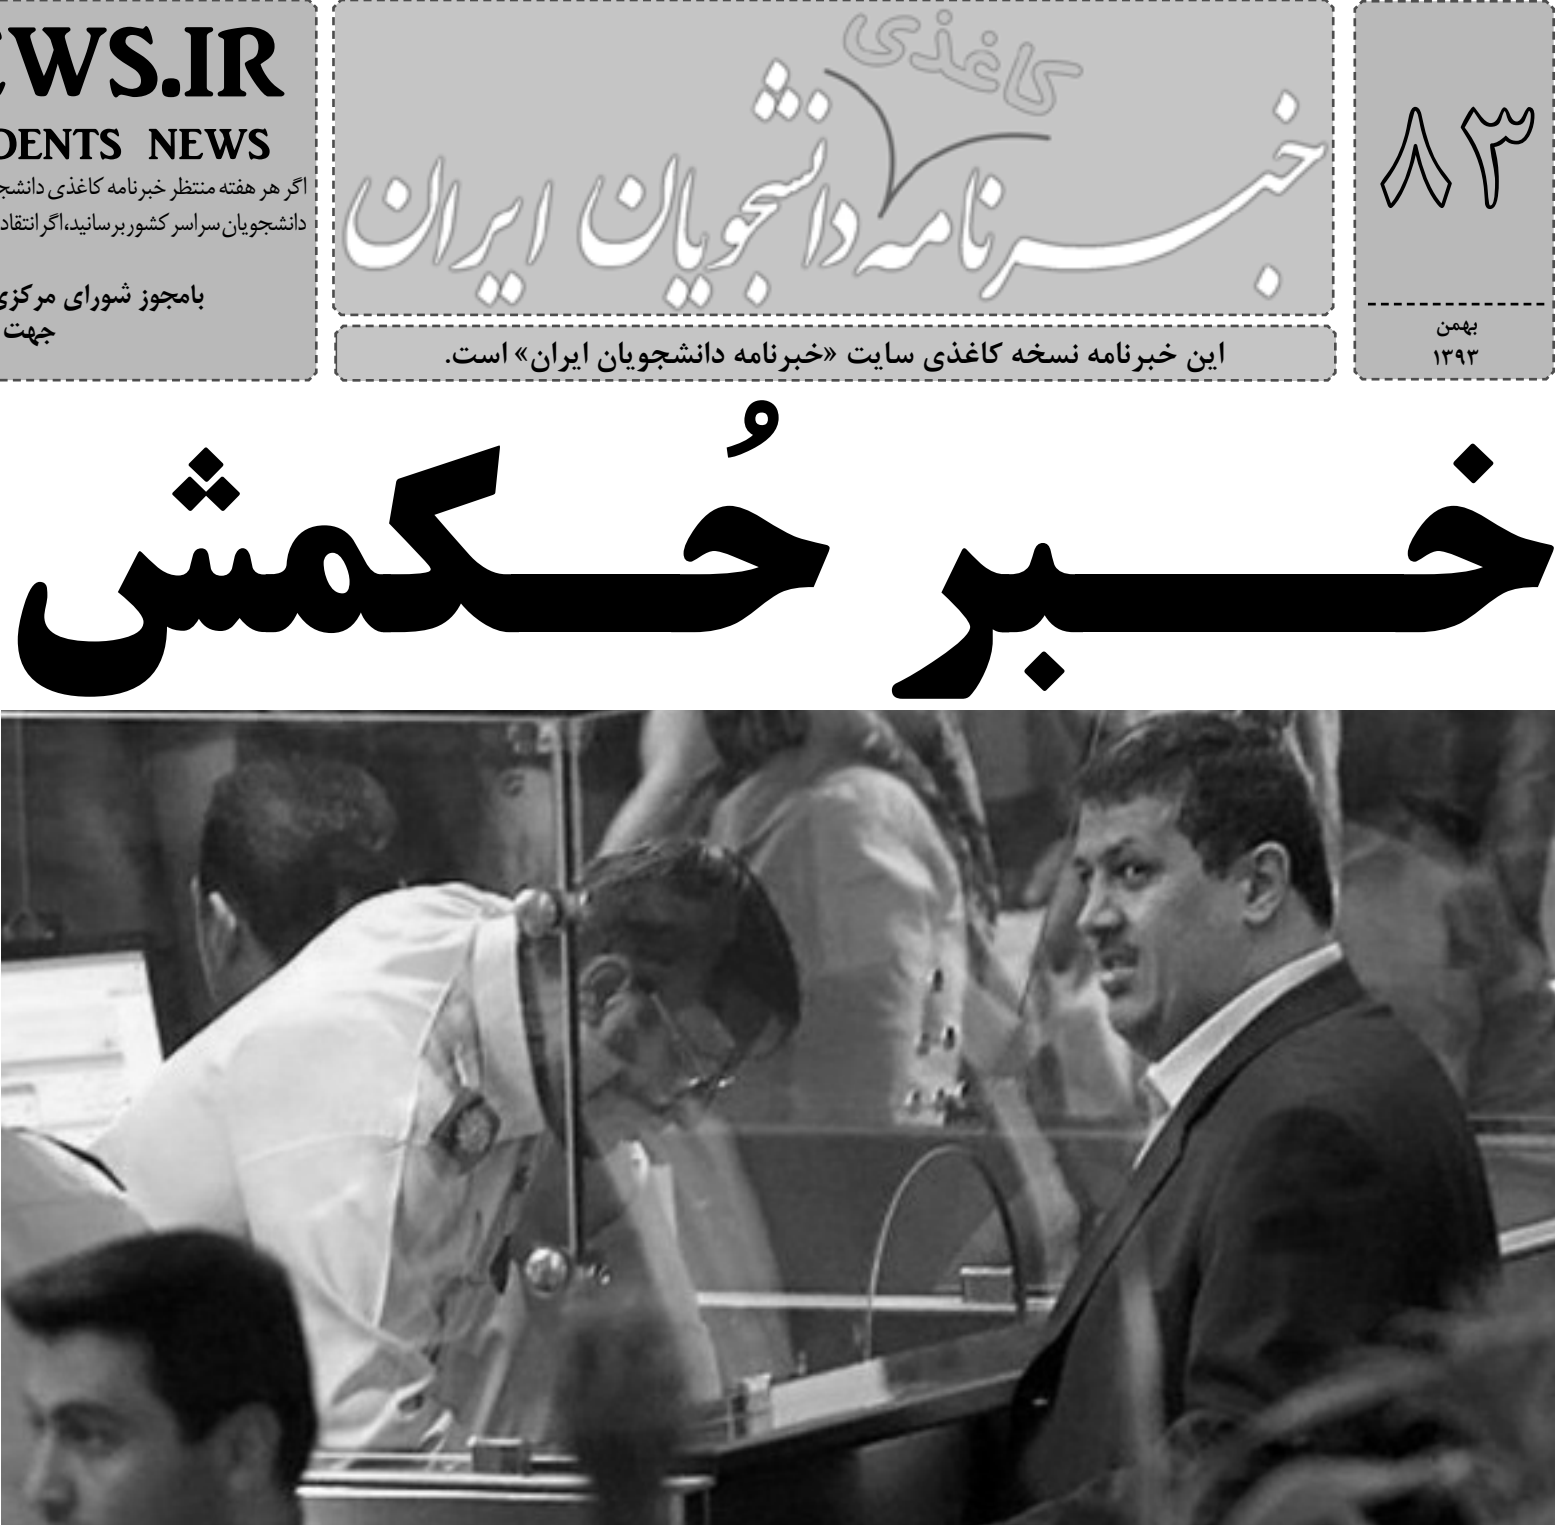 ۸۳
بهمن
۱۳۹۳
کاغذی
خبرنامه دانشجویان ایران
این خبرنامه نسخه کاغذی سایت «خبرنامه دانشجویان ایران» است.
EWS.IR
DENTS NEWS
اگر هر هفته منتظر خبرنامه کاغذی دانشج
دانشجویان سراسر کشور برسانید،اگر انتقاد
بامجوز شورای مرکزی
جهت
خبر حُکمش